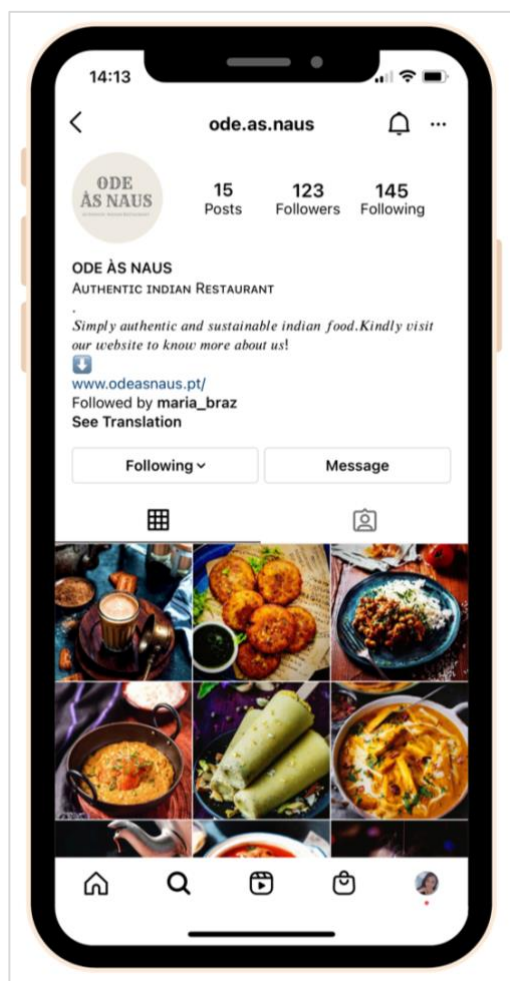 14:13
ode.as.naus
ODE
ÀS NAUS
15
Posts
123
Followers
145
Following
ODE ÀS NAUS
AUTHENTIC INDIAN RESTAURANT
.
Simply authentic and sustainable indian food.Kindly visit
our website to know more about us!
www.odeasnaus.pt/
Followed by maria_braz
See Translation
Following
Message